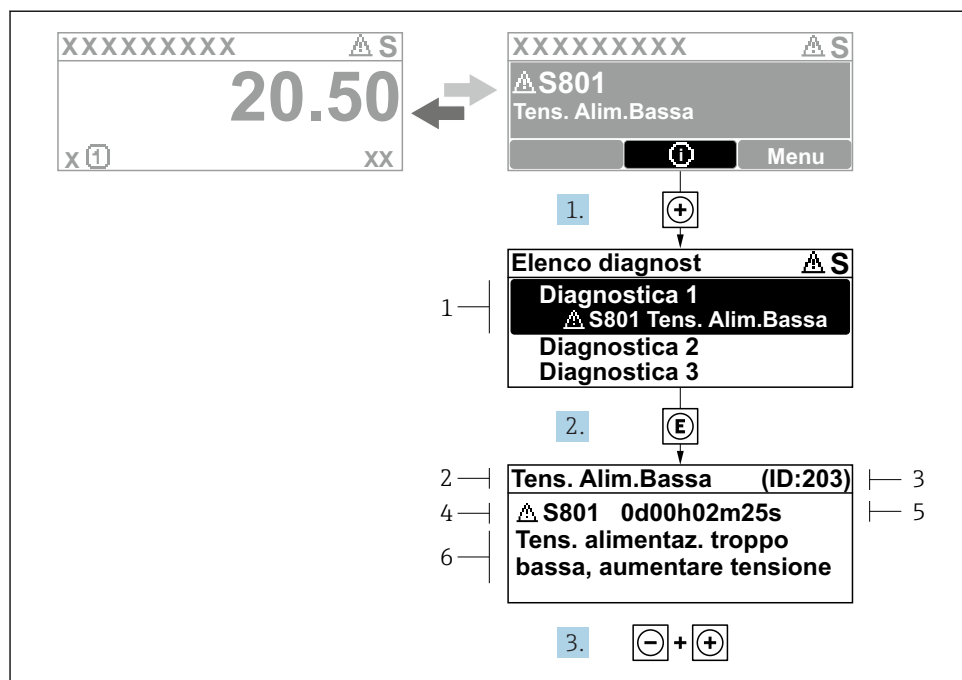 XXXXXXXXX ⚠ S
20.50
X ① XX
XXXXXXXXX ⚠ S
⚠ S801
Tens. Alim.Bassa
ⓘ Menu
1. +
Elenco diagnost ⚠ S
1
Diagnostica 1
⚠ S801 Tens. Alim.Bassa
Diagnostica 2
Diagnostica 3
2. E
2 Tens. Alim.Bassa (ID:203) 3
4 ⚠ S801 0d00h02m25s 5
6
Tens. alimentaz. troppo
bassa, aumentare tensione
3. - + +